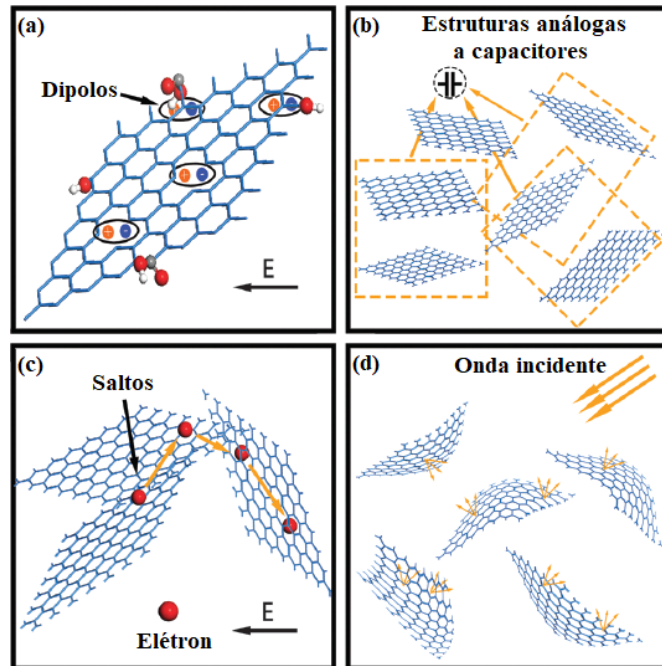 (a)
Dipolos
E
(b)
Estruturas análogas
a capacitores
(c)
Saltos
Elétron
E
(d)
Onda incidente